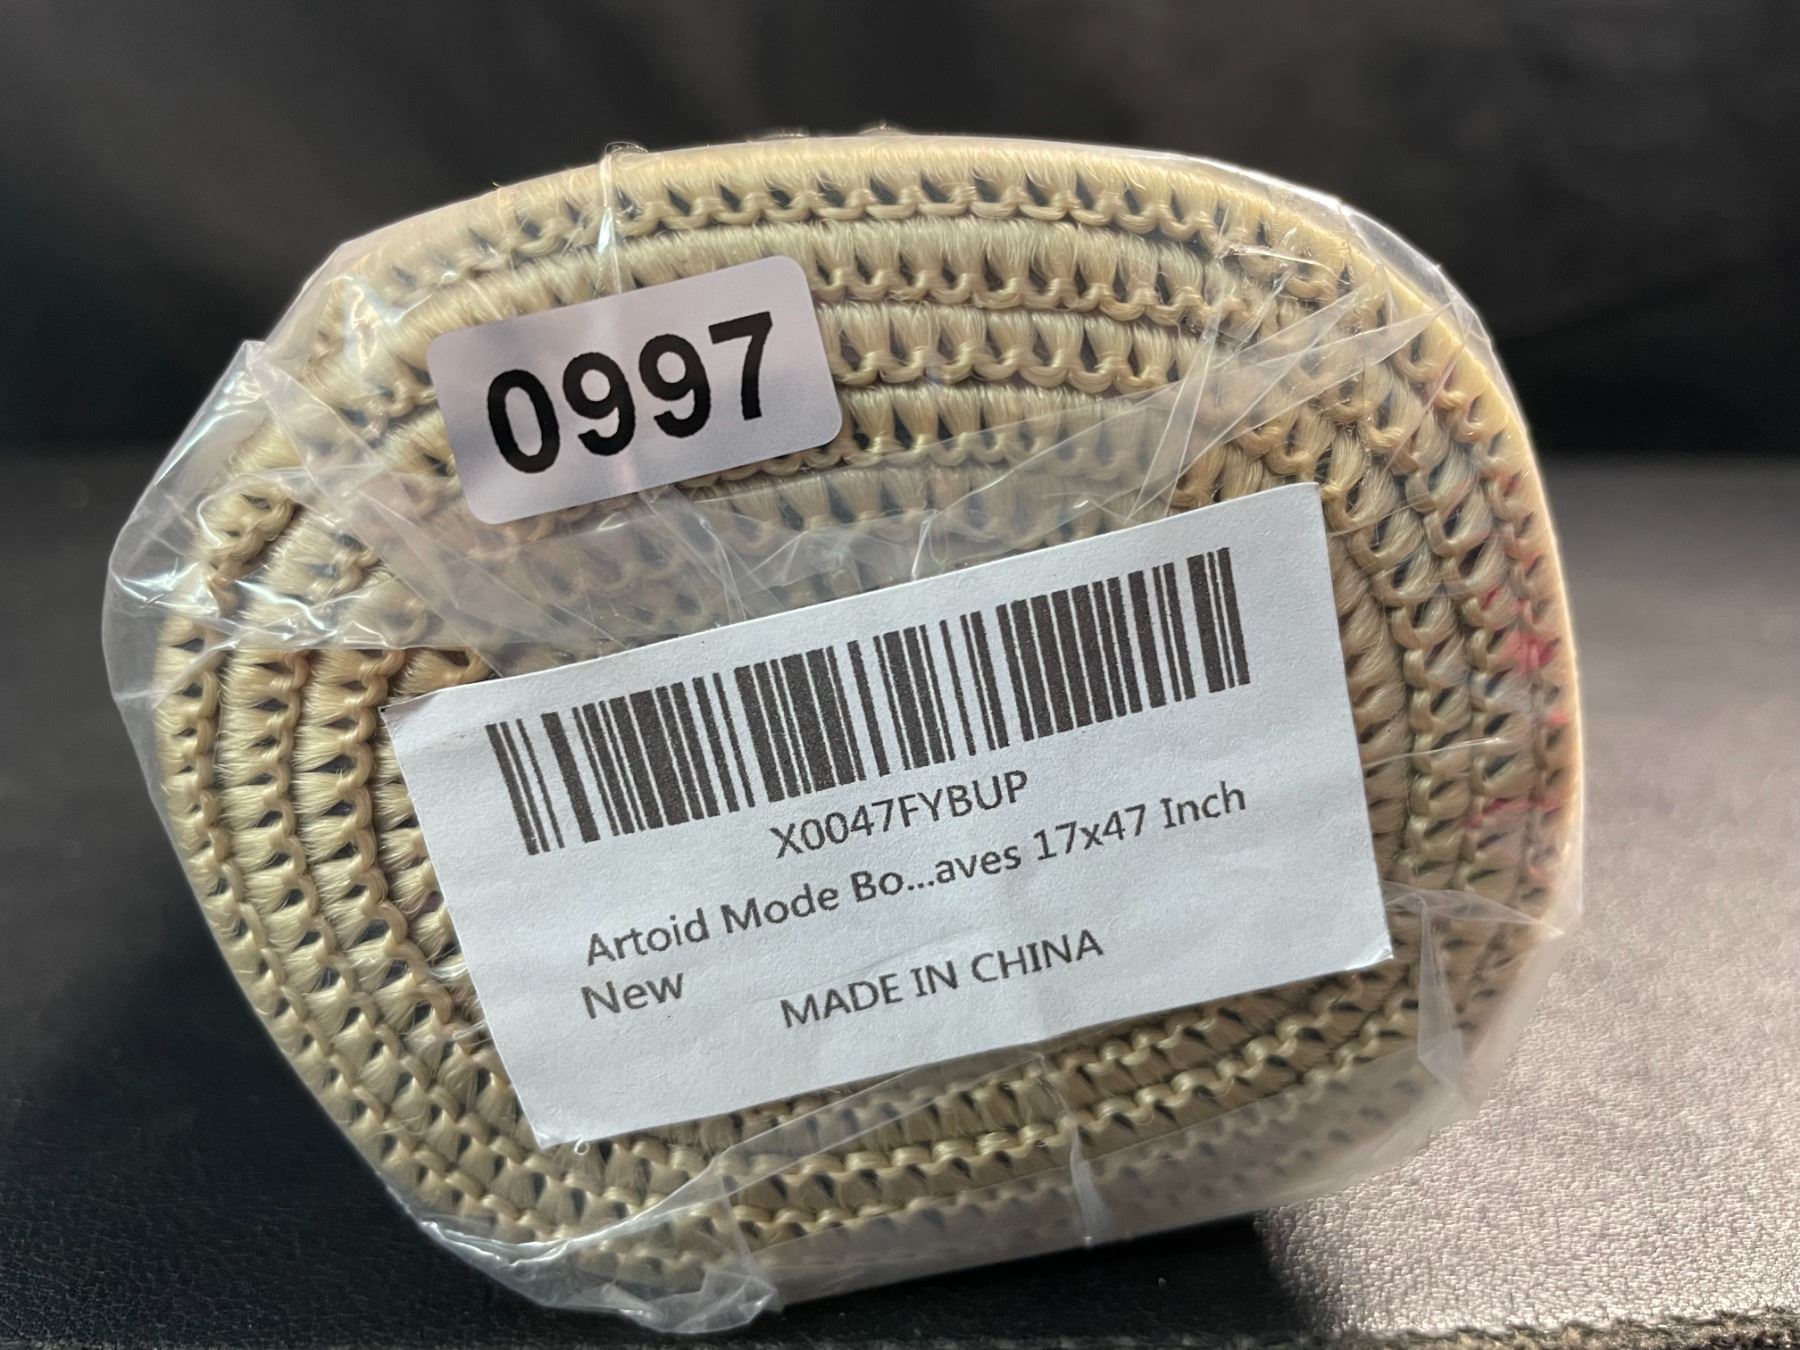 0997
X0047FYBUP
Artoid Mode Bo...aves 17x47 Inch
New
MADE IN CHINA